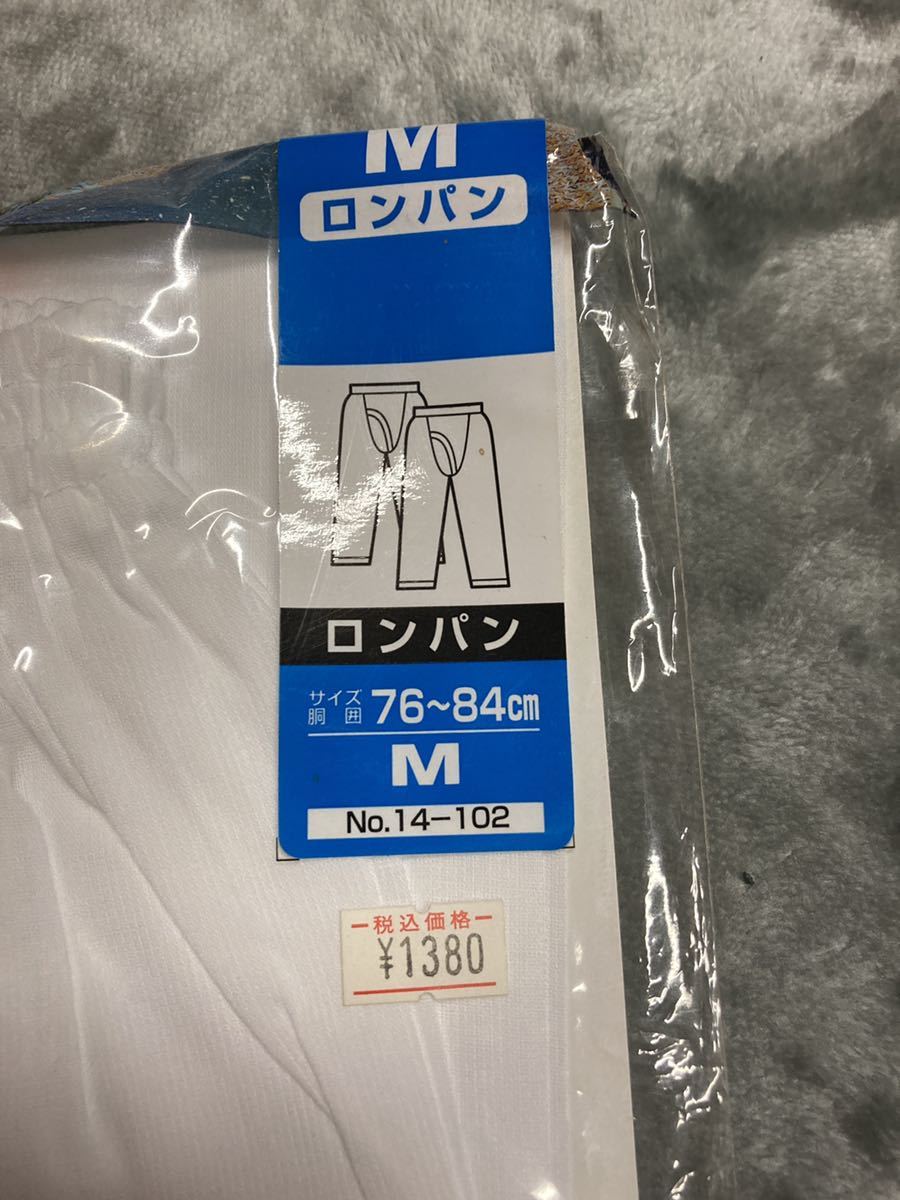 M
ロンパン
ロンパン
サイズ
胴囲 76~84cm
M
No.14-102
税込価格
¥1380